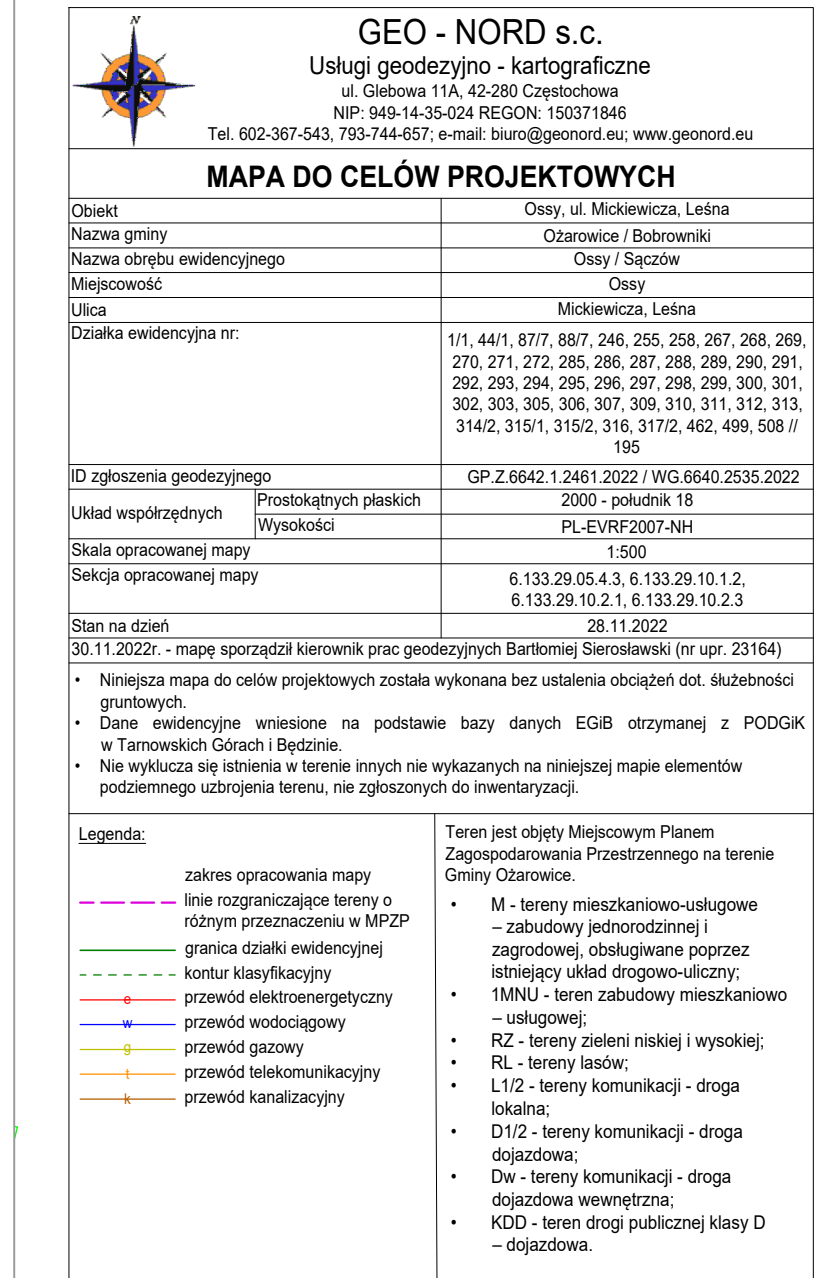 N
GEO - NORD s.c.
Usługi geodezyjno - kartograficzne
ul. Glebowa 11A, 42-280 Częstochowa
NIP: 949-14-35-024 REGON: 150371846
Tel. 602-367-543, 793-744-657; e-mail: biuro@geonord.eu; www.geonord.eu
MAPA DO CELÓW PROJEKTOWYCH
Obiekt Ossy, ul. Mickiewicza, Leśna
Nazwa gminy Ożarowice / Bobrowniki
Nazwa obrębu ewidencyjnego Ossy / Sączów
Miejscowość Ossy
Ulica Mickiewicza, Leśna
Działka ewidencyjna nr: 1/1, 44/1, 87/7, 88/7, 246, 255, 258, 267, 268, 269,
270, 271, 272, 285, 286, 287, 288, 289, 290, 291,
292, 293, 294, 295, 296, 297, 298, 299, 300, 301,
302, 303, 305, 306, 307, 309, 310, 311, 312, 313,
314/2, 315/1, 315/2, 316, 317/2, 462, 499, 508 //
195
ID zgłoszenia geodezyjnego GP.Z.6642.1.2461.2022 / WG.6640.2535.2022
Układ współrzędnych Prostokątnych płaskich 2000 - południk 18
Wysokości PL-EVRF2007-NH
Skala opracowanej mapy 1:500
Sekcja opracowanej mapy 6.133.29.05.4.3, 6.133.29.10.1.2,
6.133.29.10.2.1, 6.133.29.10.2.3
Stan na dzień 28.11.2022
30.11.2022r. - mapę sporządził kierownik prac geodezyjnych Bartłomiej Sierosławski (nr upr. 23164)
• Niniejsza mapa do celów projektowych została wykonana bez ustalenia obciążeń dot. śłużebności
gruntowych.
• Dane ewidencyjne wniesione na podstawie bazy danych EGiB otrzymanej z PODGiK
w Tarnowskich Górach i Będzinie.
• Nie wyklucza się istnienia w terenie innych nie wykazanych na niniejszej mapie elementów
podziemnego uzbrojenia terenu, nie zgłoszonych do inwentaryzacji.
Legenda:
zakres opracowania mapy
linie rozgraniczające tereny o
różnym przeznaczeniu w MPZP
granica działki ewidencyjnej
kontur klasyfikacyjny
e przewód elektroenergetyczny
w przewód wodociągowy
g przewód gazowy
t przewód telekomunikacyjny
k przewód kanalizacyjny
Teren jest objęty Miejscowym Planem
Zagospodarowania Przestrzennego na terenie
Gminy Ożarowice.
• M - tereny mieszkaniowo-usługowe
– zabudowy jednorodzinnej i
zagrodowej, obsługiwane poprzez
istniejący układ drogowo-uliczny;
• 1MNU - teren zabudowy mieszkaniowo
– usługowej;
• RZ - tereny zieleni niskiej i wysokiej;
• RL - tereny lasów;
• L1/2 - tereny komunikacji - droga
lokalna;
• D1/2 - tereny komunikacji - droga
dojazdowa;
• Dw - tereny komunikacji - droga
dojazdowa wewnętrzna;
• KDD - teren drogi publicznej klasy D
– dojazdowa.